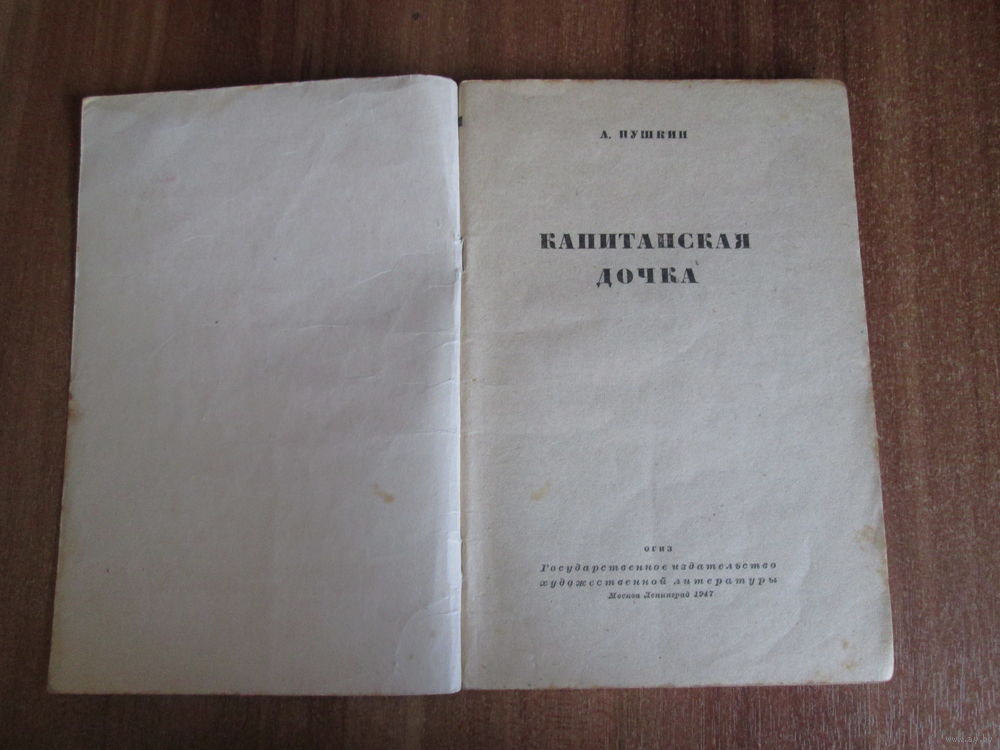 А. ПУШКИН
КАПИТАНСКАЯ
ДОЧКА
ОГИЗ
Государственное издательство
художественной литературы
Москва Ленинград 1947